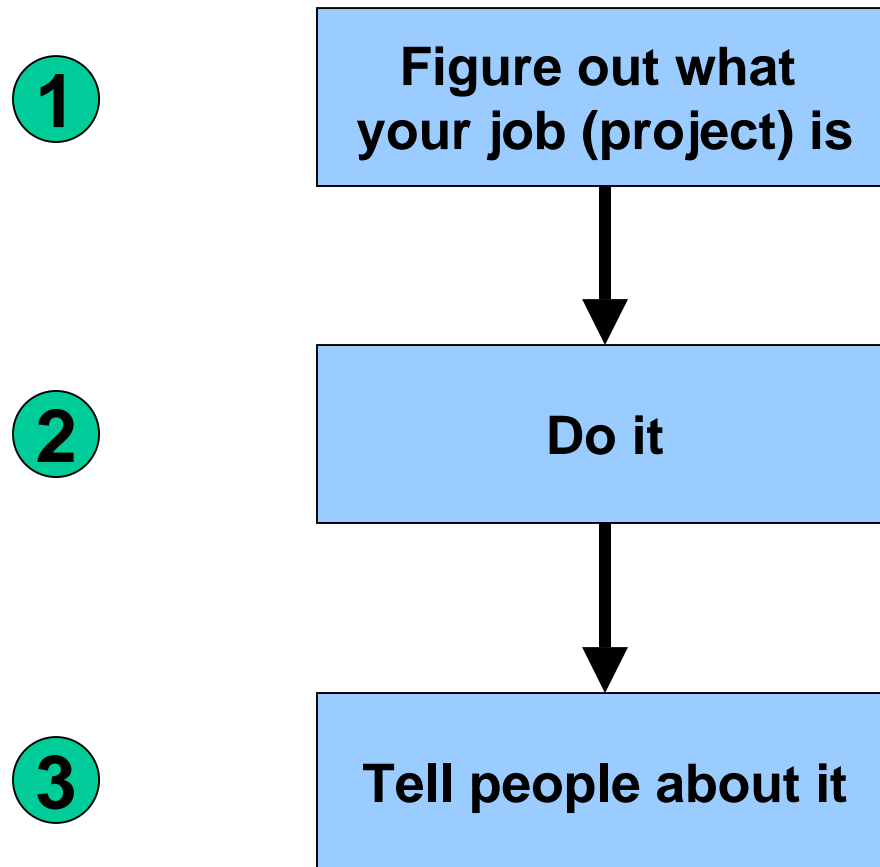 1
Figure out what
your job (project) is
2
Do it
3
Tell people about it